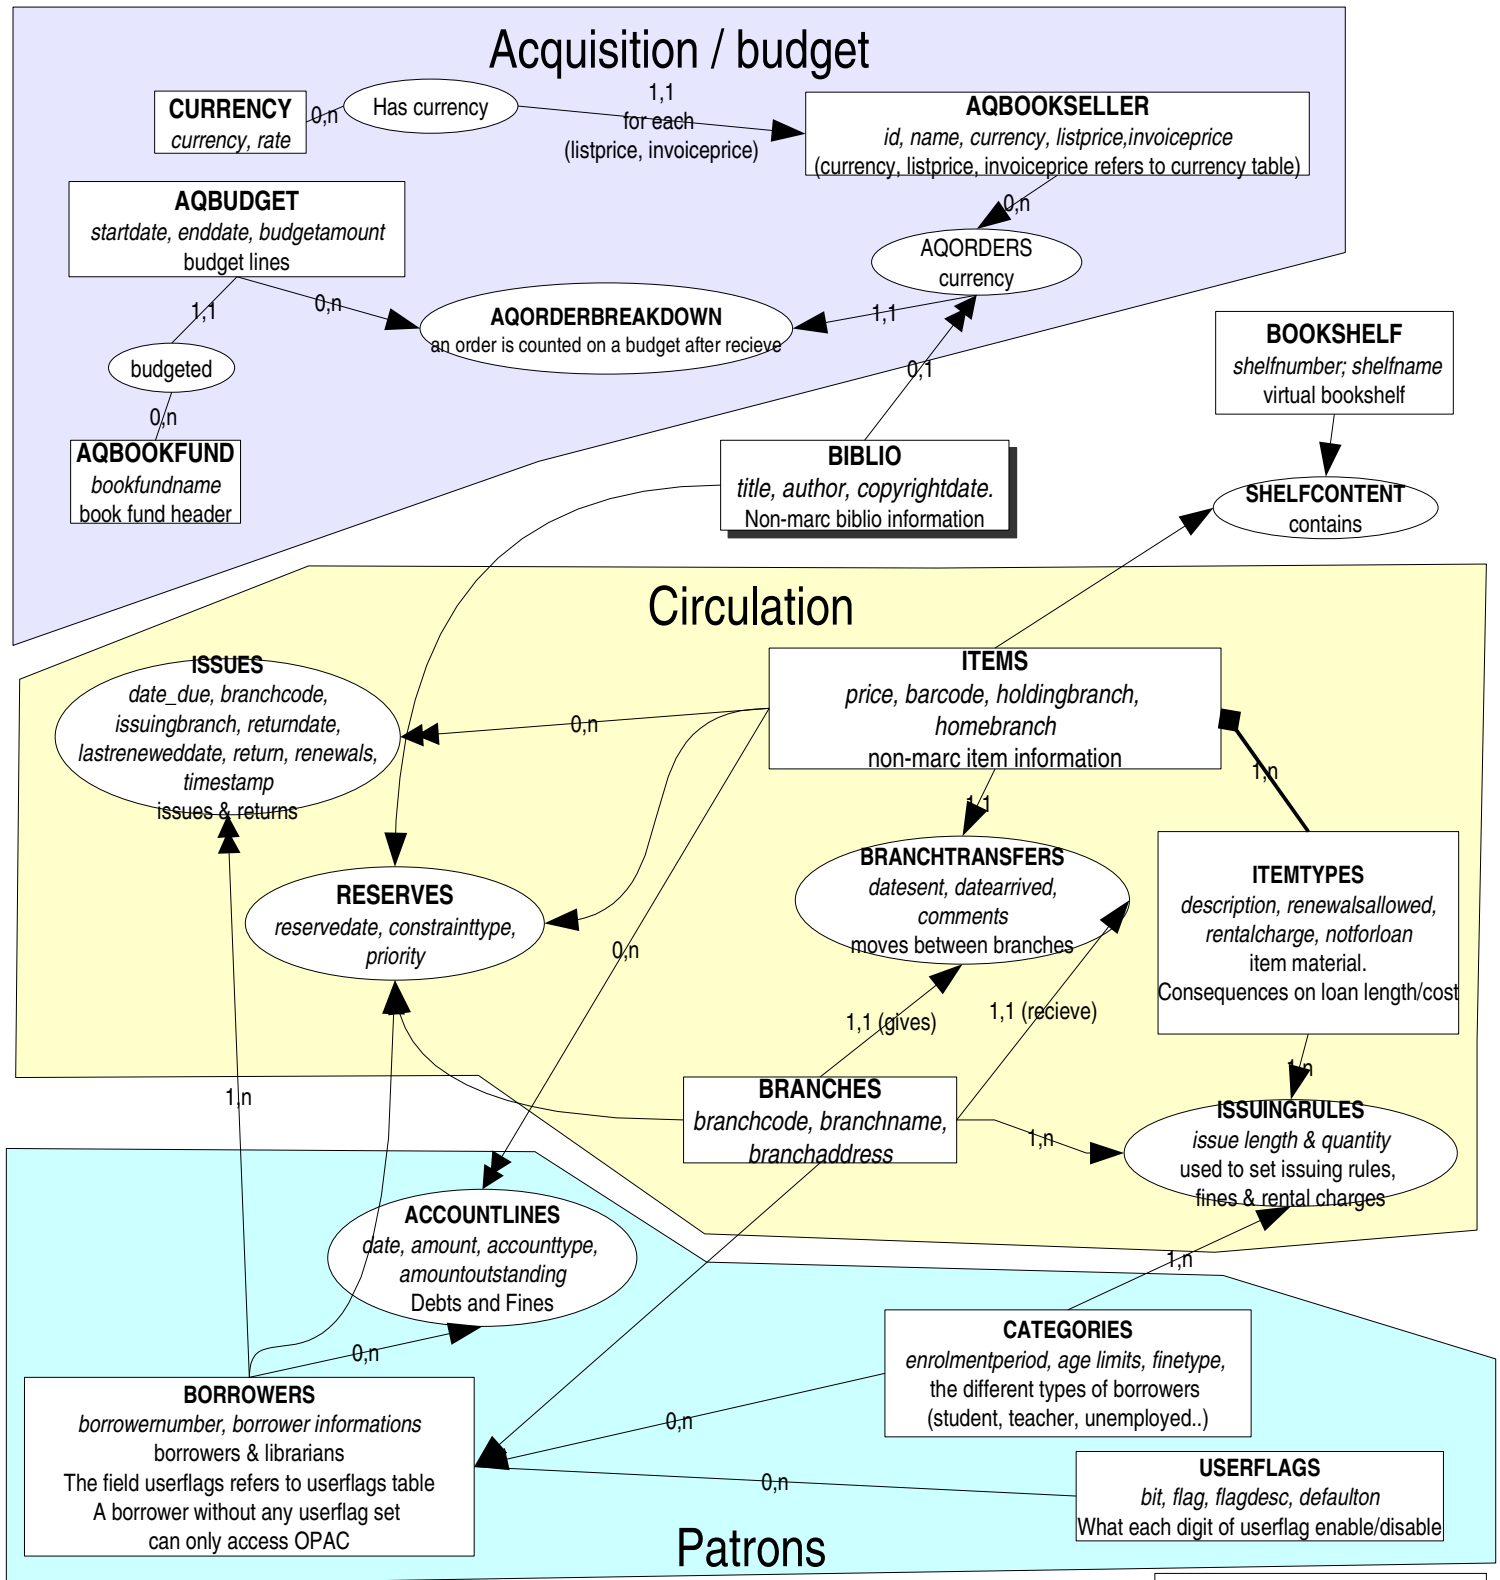 Acquisition / budget
CURRENCY
currency, rate
0,n
Has currency
1,1
for each
(listprice, invoiceprice)
AQBOOKSELLER
id, name, currency, listprice,invoiceprice
(currency, listprice, invoiceprice refers to currency table)
0,n
AQBUDGET
startdate, enddate, budgetamount
budget lines
AQORDERS
currency
1,1
0,n
AQORDERBREAKDOWN
an order is counted on a budget after recieve
1,1
budgeted
0,n
0,1
BOOKSHELF
shelfnumber; shelfname
virtual bookshelf
AQBOOKFUND
bookfundname
book fund header
BIBLIO
title, author, copyrightdate.
Non-marc biblio information
SHELFCONTENT
contains
Circulation
ISSUES
date_due, branchcode,
issuingbranch, returndate,
lastreneweddate, return, renewals,
timestamp
issues & returns
0,n
ITEMS
price, barcode, holdingbranch,
homebranch
non-marc item information
1,n
1,1
RESERVES
reservedate, constrainttype,
priority
0,n
BRANCHTRANSFERS
datesent, datearrived,
comments
moves between branches
ITEMTYPES
description, renewalsallowed,
rentalcharge, notforloan
item material.
Consequences on loan length/cost
1,1 (gives)
1,1 (recieve)
1,n
1,n
BRANCHES
branchcode, branchname,
branchaddress
1,n
ISSUINGRULES
issue length & quantity
used to set issuing rules,
fines & rental charges
ACCOUNTLINES
date, amount, accounttype,
amountoutstanding
Debts and Fines
1,n
0,n
CATEGORIES
enrolmentperiod, age limits, finetype,
the different types of borrowers
(student, teacher, unemployed..)
BORROWERS
borrowernumber, borrower informations
borrowers & librarians
The field userflags refers to userflags table
A borrower without any userflag set
can only access OPAC
0,n
0,n
USERFLAGS
bit, flag, flagdesc, defaulton
What each digit of userflag enable/disable
Patrons